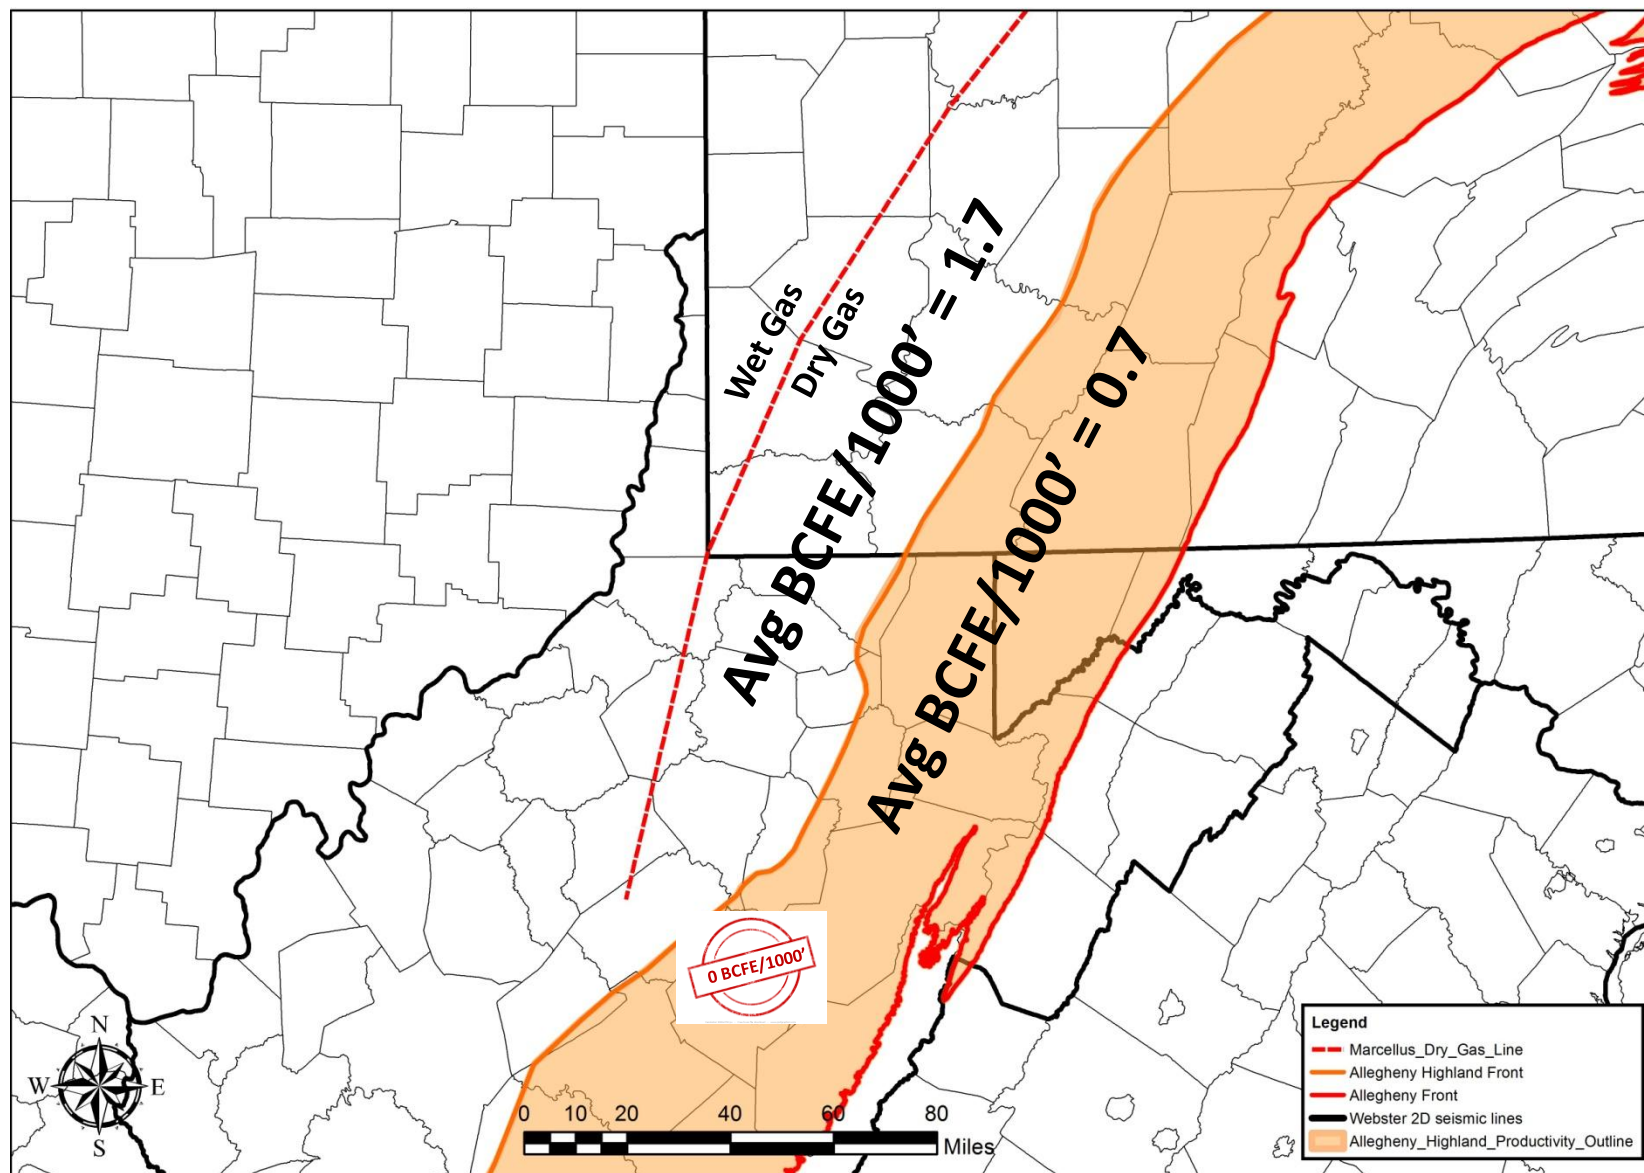 Wet Gas
Dry Gas
Avg BCFE/1000’ = 1.7
Avg BCFE/1000’ = 0.7
0 BCFE/1000’
N
W E
S
0 10 20 40 60 80
Miles
Legend
Marcellus_Dry_Gas_Line
Allegheny Highland Front
Allegheny Front
Webster 2D seismic lines
Allegheny_Highland_Productivity_Outline